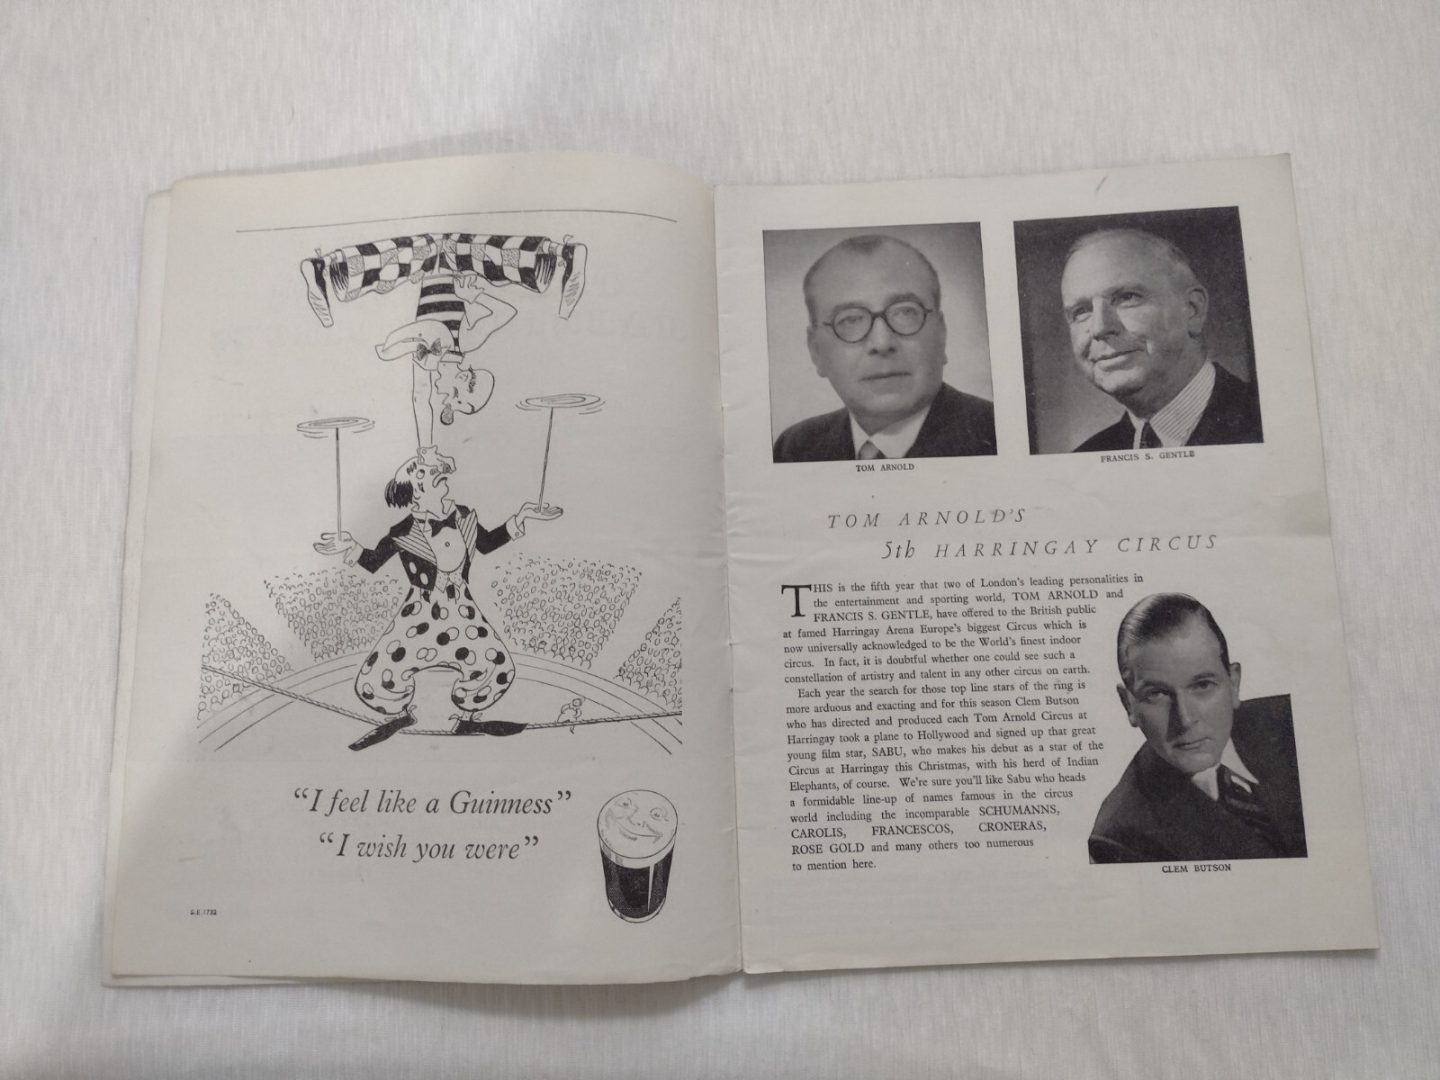 "I feel like a Guinness"
"I wish you were"
TOM ARNOLD
FRANCIS S. GENTLE
TOM ARNOLD'S
5th HARRINGAY CIRCUS
THIS is the fifth year that two of London's leading personalities in
the entertainment and sporting world, TOM ARNOLD and
FRANCIS S. GENTLE, have offered to the British public
at famed Harringay Arena Europe's biggest Circus which is
now universally acknowledged to be the World's finest indoor
circus. In fact, it is doubtful whether one could see such a
constellation of artistry and talent in any other circus on earth.
Each year the search for those top line stars of the ring is
more arduous and exacting and for this season Clem Butson
who has directed and produced each Tom Arnold Circus at
Harringay took a plane to Hollywood and signed up that great
young film star, SABU, who makes his debut as a star of the
Circus at Harringay this Christmas, with his herd of Indian
Elephants, of course. We're sure you'll like Sabu who heads
a formidable line-up of names famous in the circus
world including the incomparable SCHUMANNS,
CAROLIS, FRANCESCOS, CRONERAS,
ROSE GOLD and many others too numerous
to mention here.
CLEM BUTSON